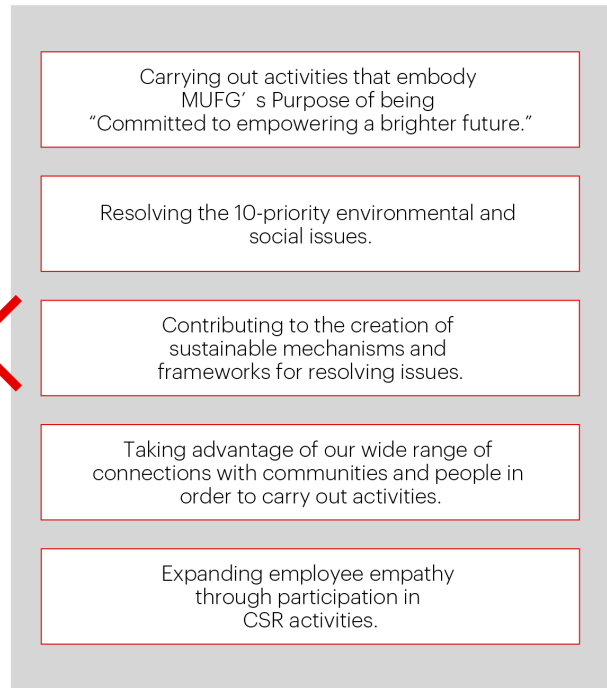 Carrying out activities that embody
MUFG’ s Purpose of being
“Committed to empowering a brighter future.”
Resolving the 10-priority environmental and
social issues.
Contributing to the creation of
sustainable mechanisms and
frameworks for resolving issues.
Taking advantage of our wide range of
connections with communities and people in
order to carry out activities.
Expanding employee empathy
through participation in
CSR activities.